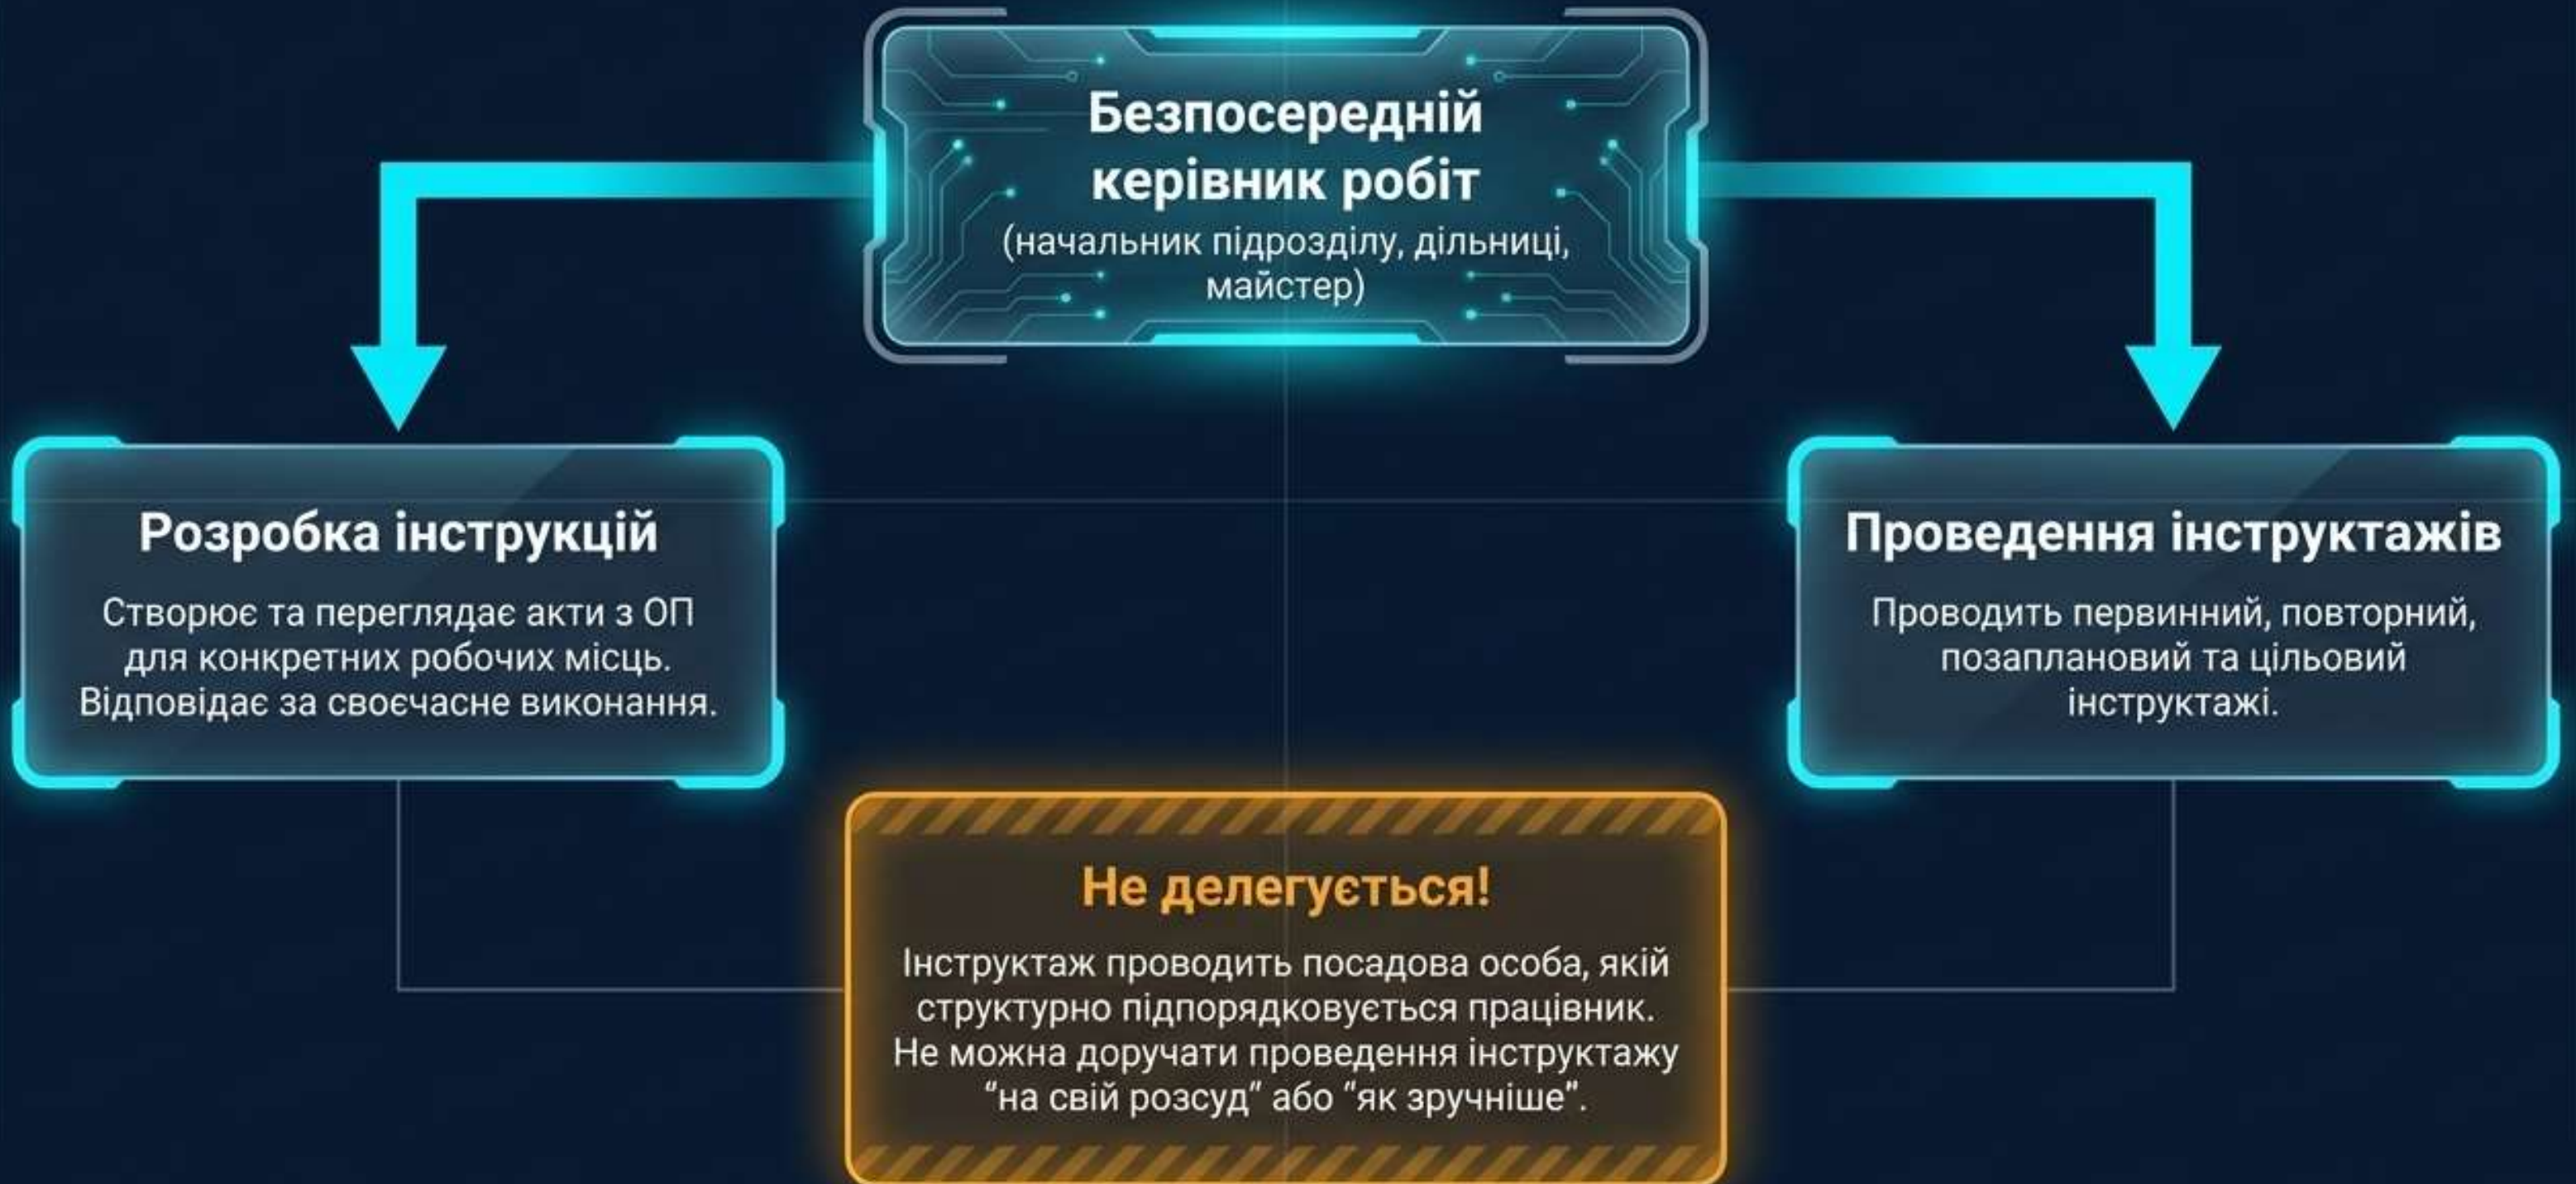 Безпосередній
керівник робіт
(начальник підрозділу, дільниці,
майстер)
Розробка інструкцій
Створює та переглядає акти з ОП
для конкретних робочих місць.
Відповідає за своєчасне виконання.
Проведення інструктажів
Проводить первинний, повторний,
позаплановий та цільовий
інструктажі.
Не делегується!
Інструктаж проводить посадова особа, якій
структурно підпорядковується працівник.
Не можна доручати проведення інструктажу
“на свій розсуд” або “як зручніше”.